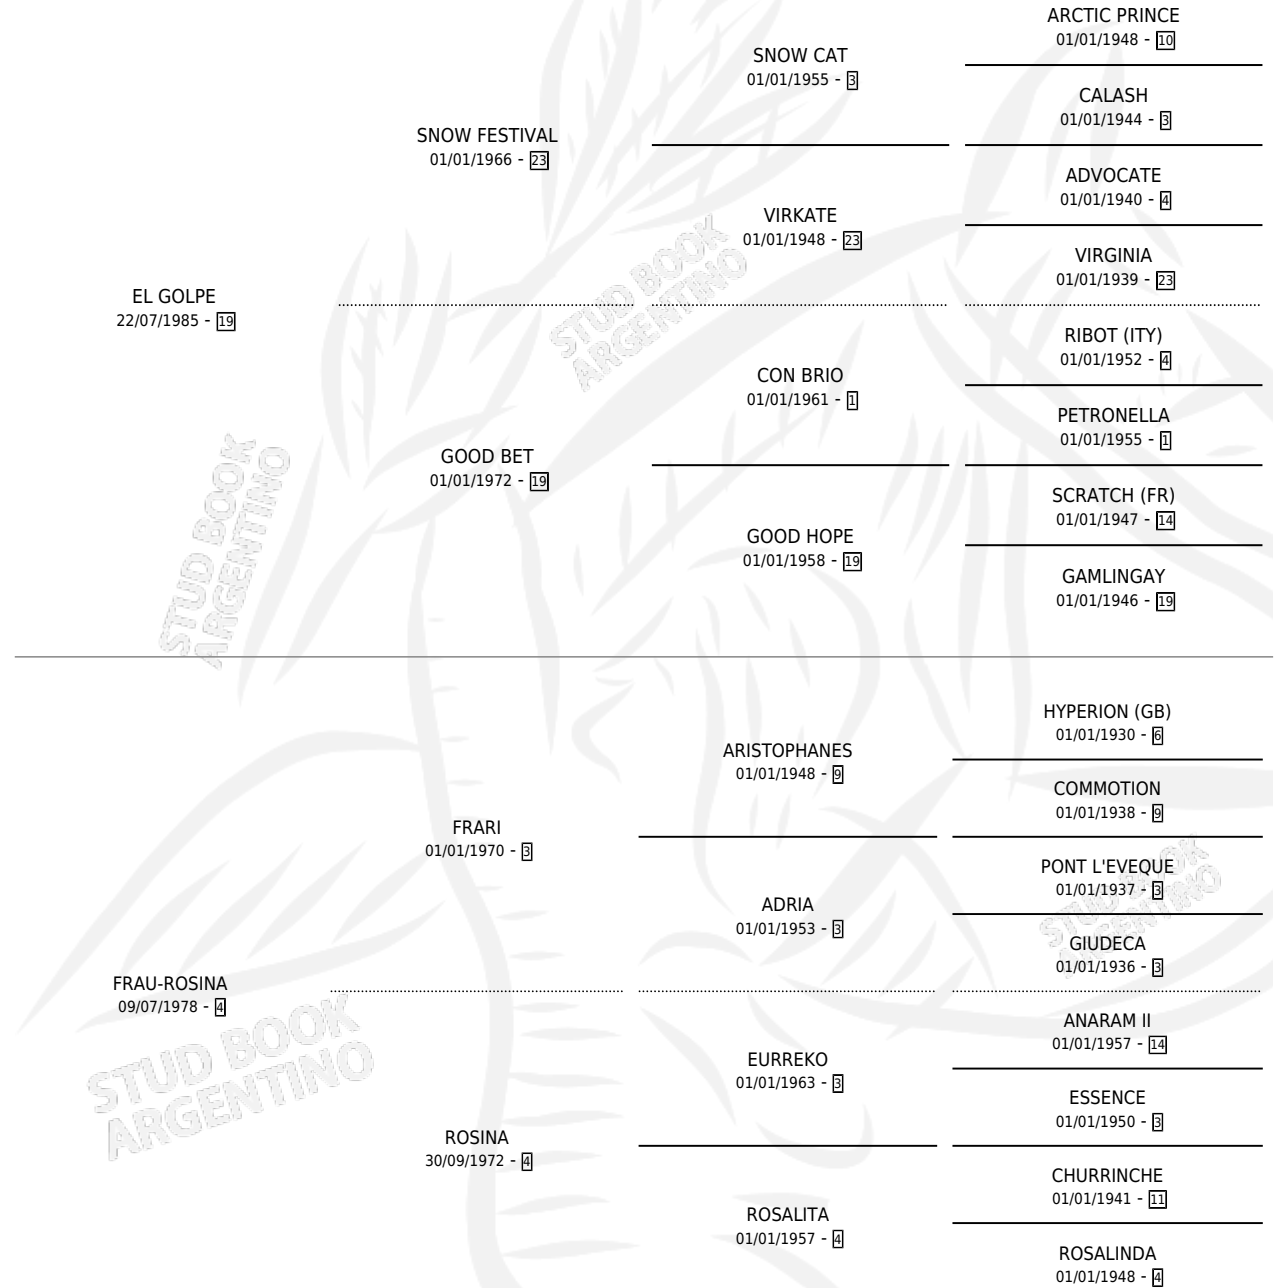 ARCTIC PRINCE
01/01/1948 - 10
SNOW CAT
01/01/1955 - 3
CALASH
01/01/1944 - 3
SNOW FESTIVAL
01/01/1966 - 23
ADVOCATE
01/01/1940 - 4
VIRKATE
01/01/1948 - 23
VIRGINIA
01/01/1939 - 23
EL GOLPE
22/07/1985 - 19
RIBOT (ITY)
01/01/1952 - 4
CON BRIO
01/01/1961 - 1
PETRONELLA
01/01/1955 - 1
GOOD BET
01/01/1972 - 19
SCRATCH (FR)
01/01/1947 - 14
GOOD HOPE
01/01/1958 - 19
GAMLINGAY
01/01/1946 - 19
HYPERION (GB)
01/01/1930 - 6
ARISTOPHANES
01/01/1948 - 9
COMMOTION
01/01/1938 - 9
FRARI
01/01/1970 - 3
PONT L'EVEQUE
01/01/1937 - 3
ADRIA
01/01/1953 - 3
GIUDECA
01/01/1936 - 3
FRAU-ROSINA
09/07/1978 - 4
ANARAM II
01/01/1957 - 14
EURREKO
01/01/1963 - 3
ESSENCE
01/01/1950 - 3
ROSINA
30/09/1972 - 4
CHURRINCHE
01/01/1941 - 11
ROSALITA
01/01/1957 - 4
ROSALINDA
01/01/1948 - 4
STUD BOOK
ARGENTINO
STUD BOOK
ARGENTINO
STUD BOOK
ARGENTINO
STUD BOOK
ARGENTINO